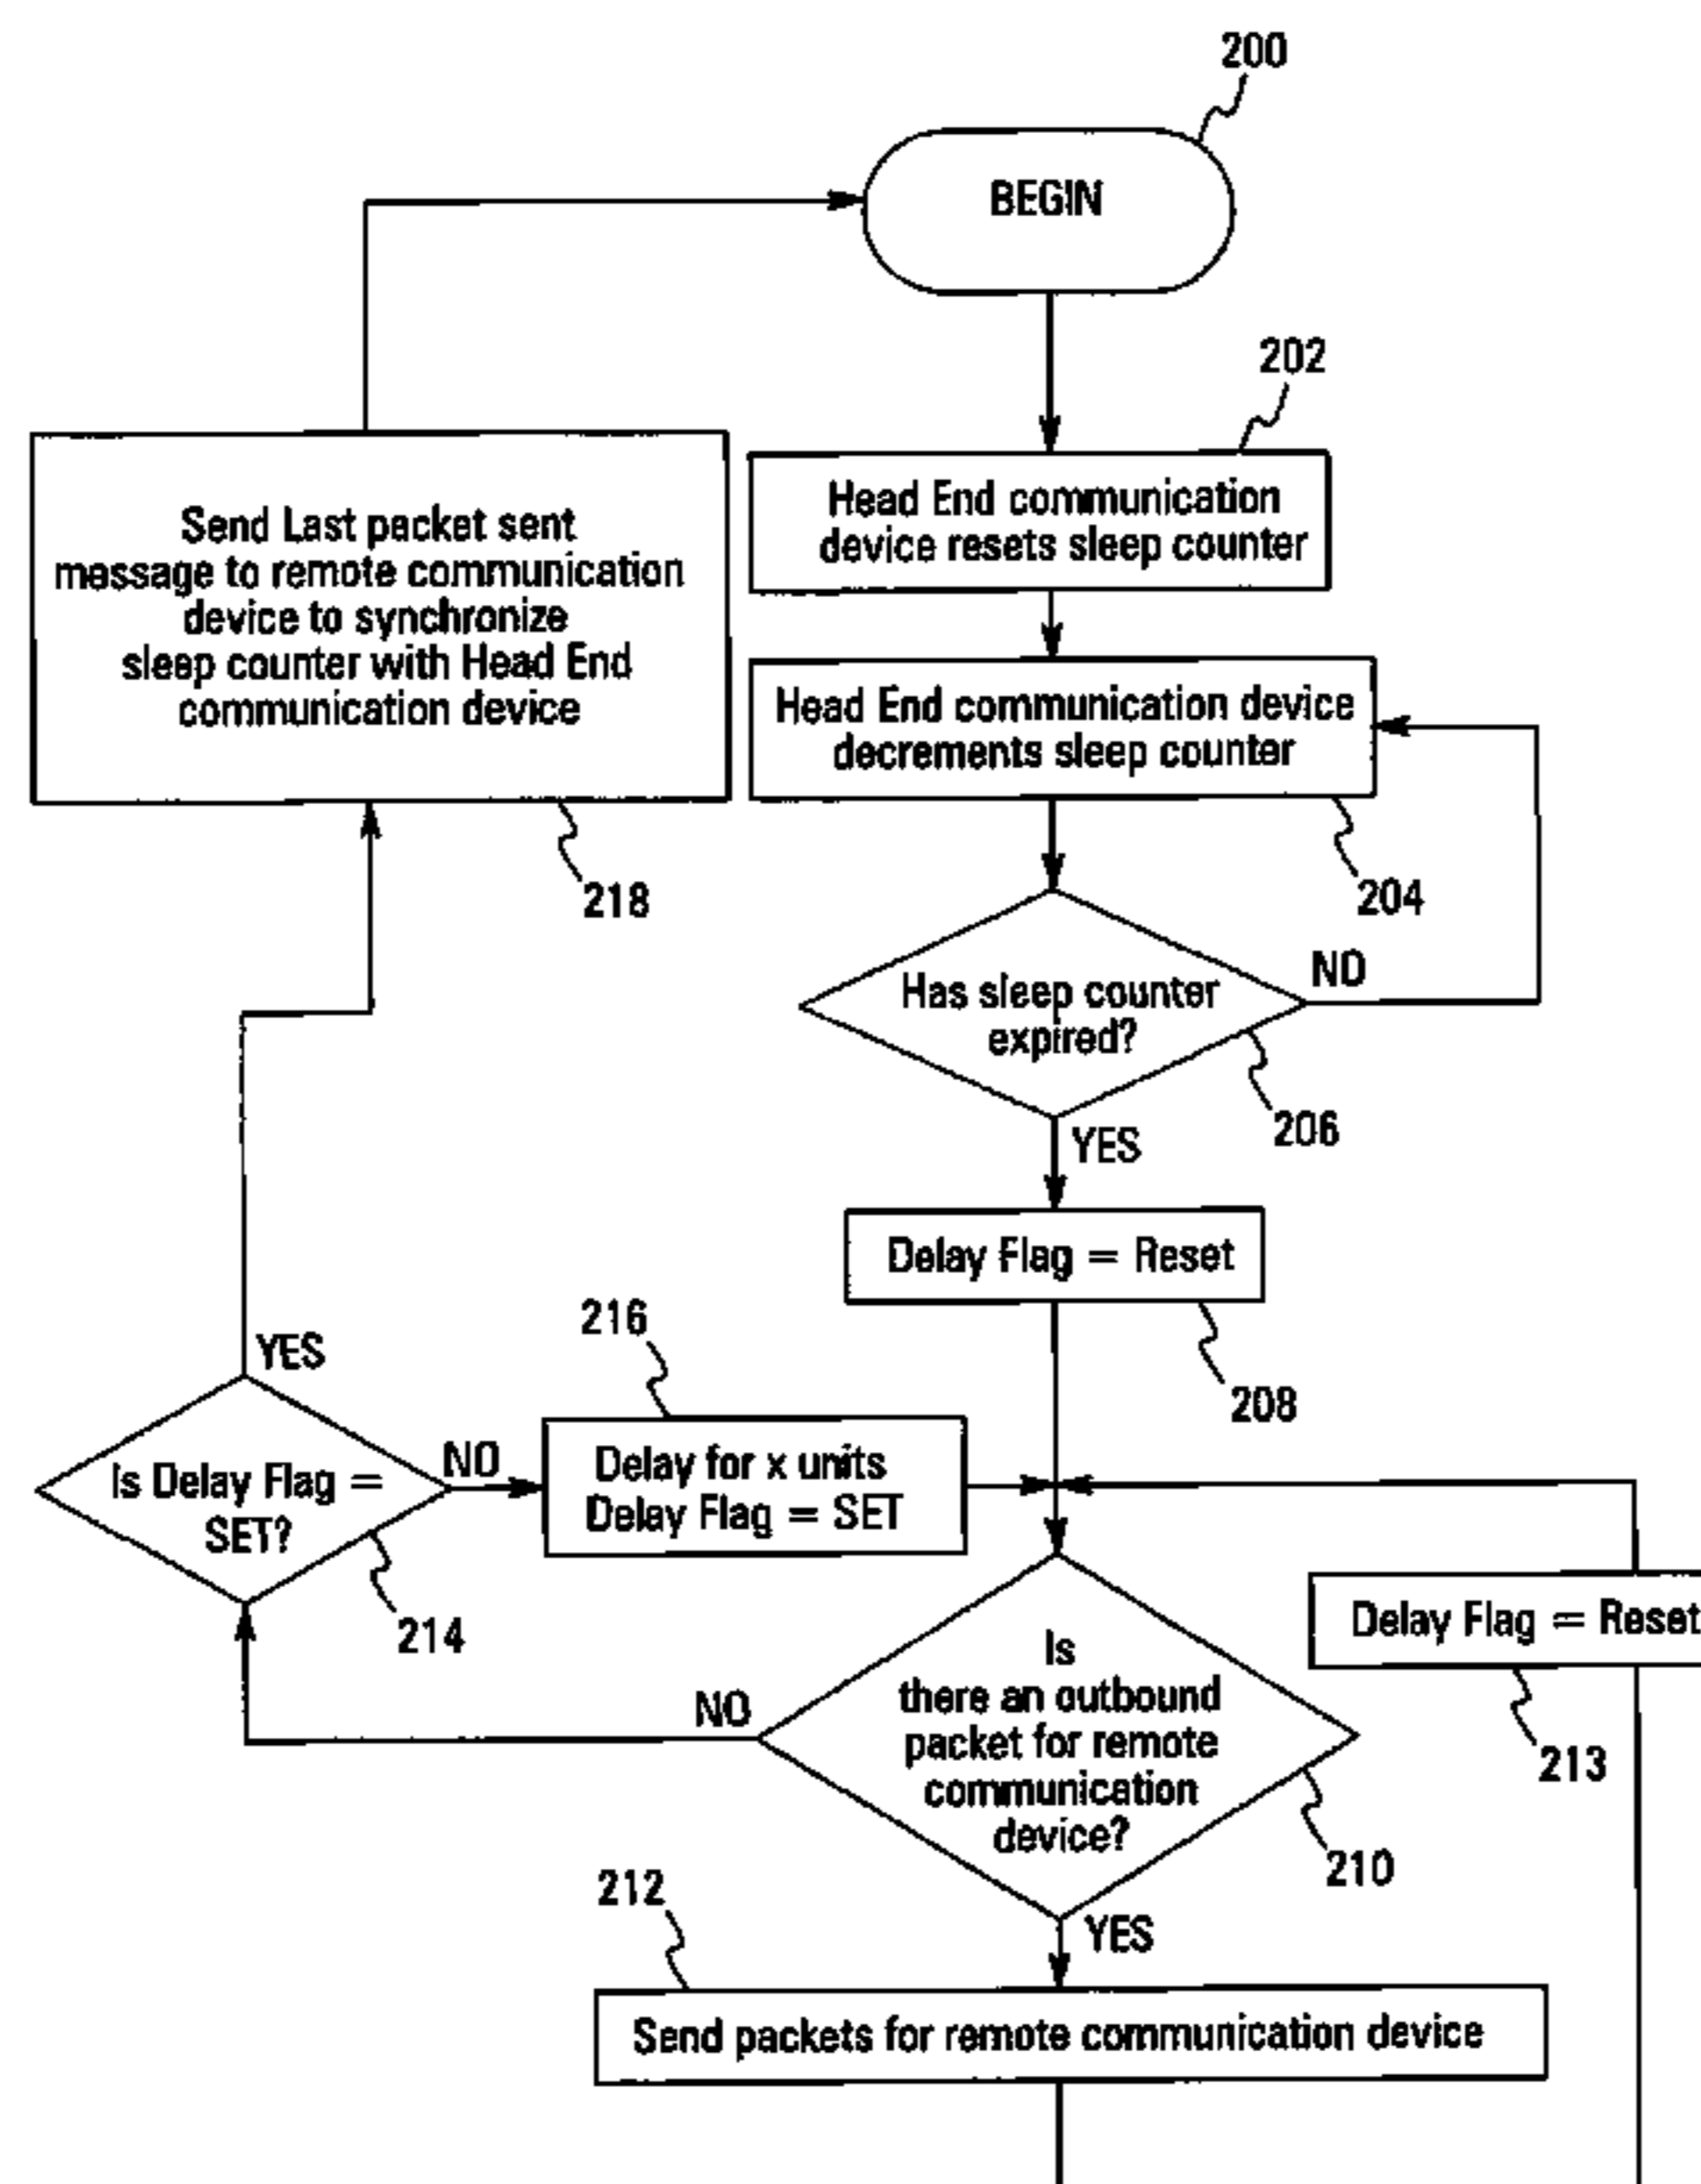 200
BEGIN
202
Head End communication
device resets sleep counter
Send Last packet sent
message to remote communication
device to synchronize
sleep counter with Head End
communication device
218
Head End communication device
decrements sleep counter
204
Has sleep counter
expired?
NO
206
YES
Delay Flag = Reset
208
216
YES
Is Delay Flag =
SET?
NO
214
Delay for x units
Delay Flag = SET
Delay Flag = Reset
213
Is
there an outbound
packet for remote
communication
device?
NO
210
YES
212
Send packets for remote communication device